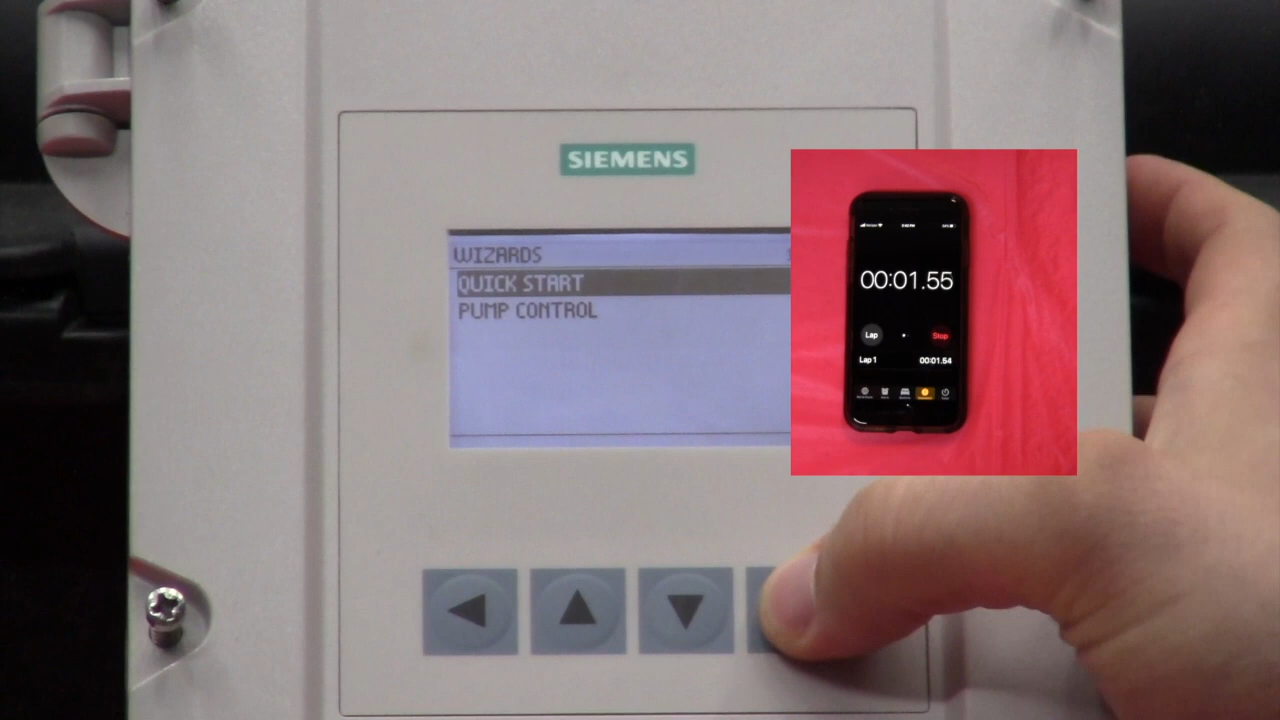 SIEMENS
WIZARDS
QUICK START
PUMP CONTROL
00:01.55
Lap
Stop
Lap 1
00:01.54